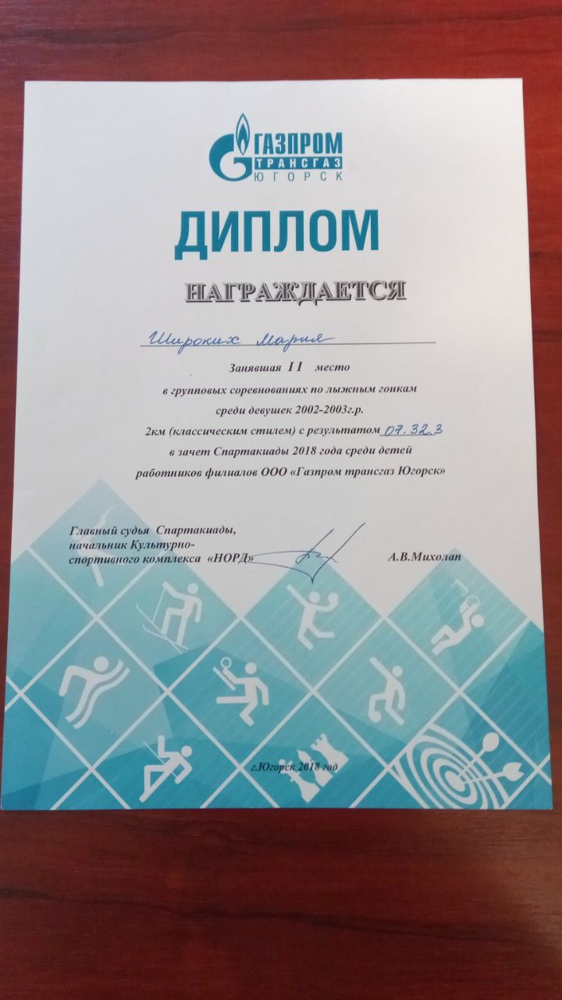 ГАЗПРОМ
ТРАНСГАЗ
ЮГОРСК
ДИПЛОМ
НАГРАЖДАЕТСЯ
Широких Мария
Занявшая II место
в групповых соревнованиях по лыжным гонкам
среди девушек 2002-2003г.р.
2км (классическим стилем) с результатом 07.32.3
в зачет Спартакиады 2018 года среди детей
работников филиалов ООО «Газпром трансгаз Югорск»
Главный судья Спартакиады,
начальник Культурно-
спортивного комплекса «НОРД» А.В.Михолап
г.Югорск 2018 год